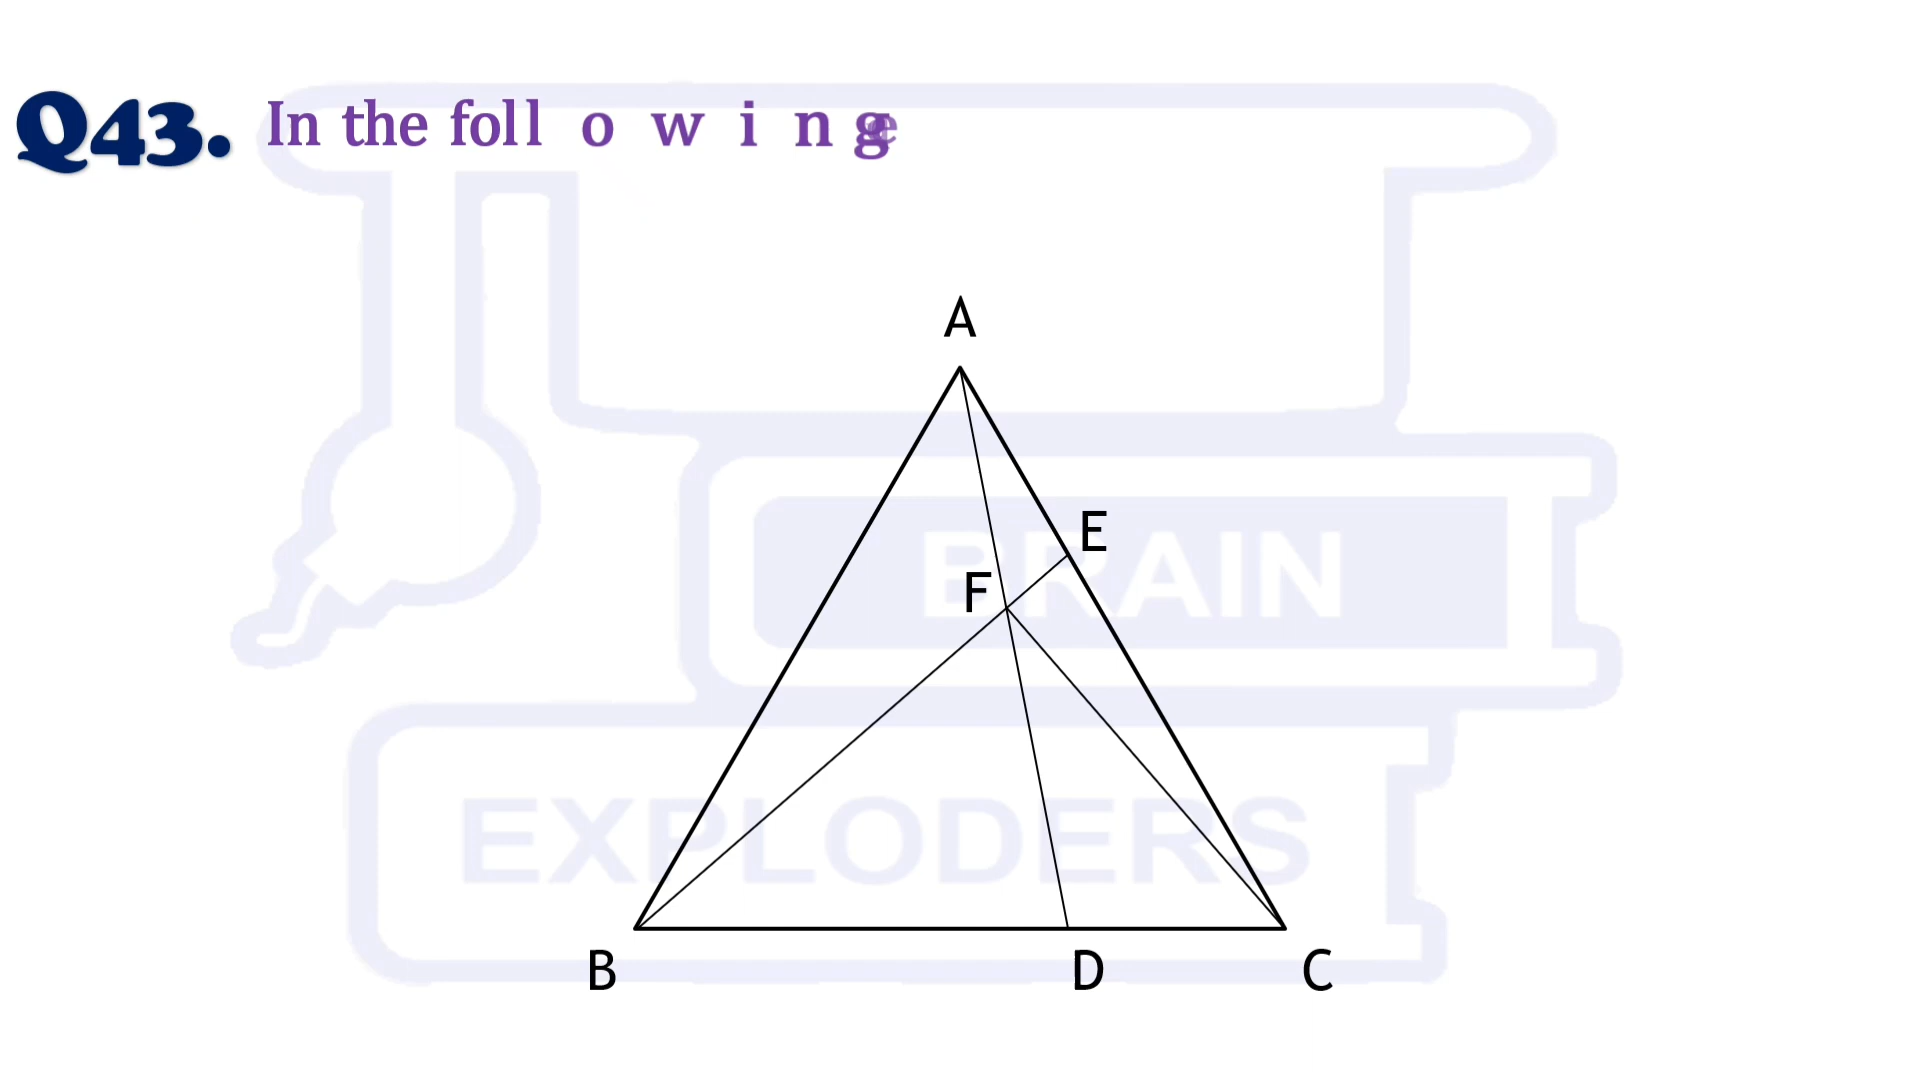 Q43. In the following
A
E
F
BRAIN
EXPLODERS
B D C